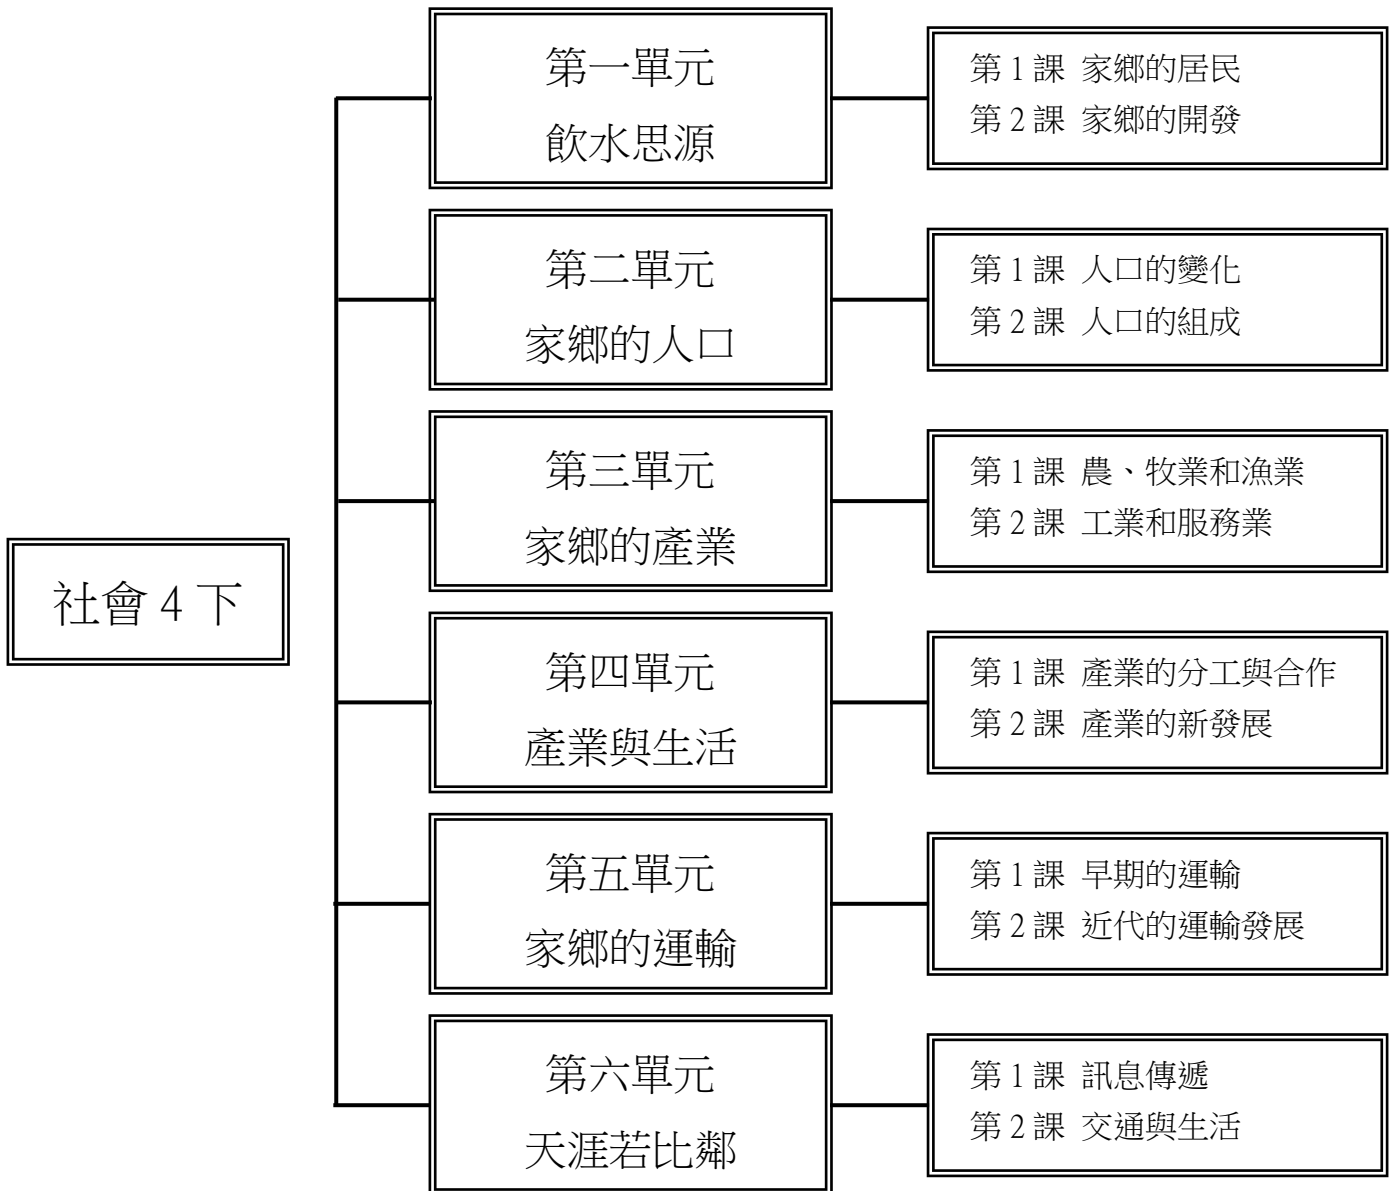 社會 4 下
第一單元
飲水思源
第 1 課 家鄉的居民
第 2 課 家鄉的開發
第二單元
家鄉的人口
第 1 課 人口的變化
第 2 課 人口的組成
第三單元
家鄉的產業
第 1 課 農、牧業和漁業
第 2 課 工業和服務業
第四單元
產業與生活
第 1 課 產業的分工與合作
第 2 課 產業的新發展
第五單元
家鄉的運輸
第 1 課 早期的運輸
第 2 課 近代的運輸發展
第六單元
天涯若比鄰
第 1 課 訊息傳遞
第 2 課 交通與生活